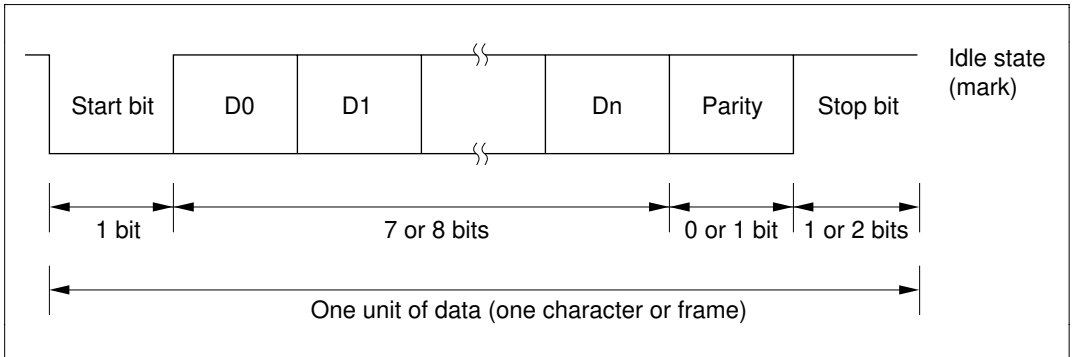 Idle state
(mark)
Start bit D0 D1 Dn Parity Stop bit
1 bit 7 or 8 bits 0 or 1 bit 1 or 2 bits
One unit of data (one character or frame)